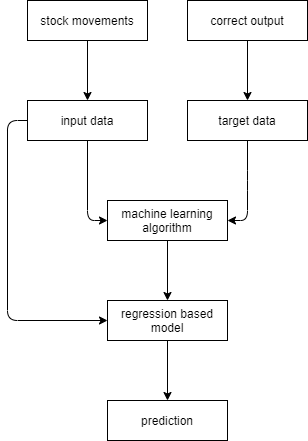 stock movements
correct output
input data
target data
machine learning
algorithm
regression based
model
prediction